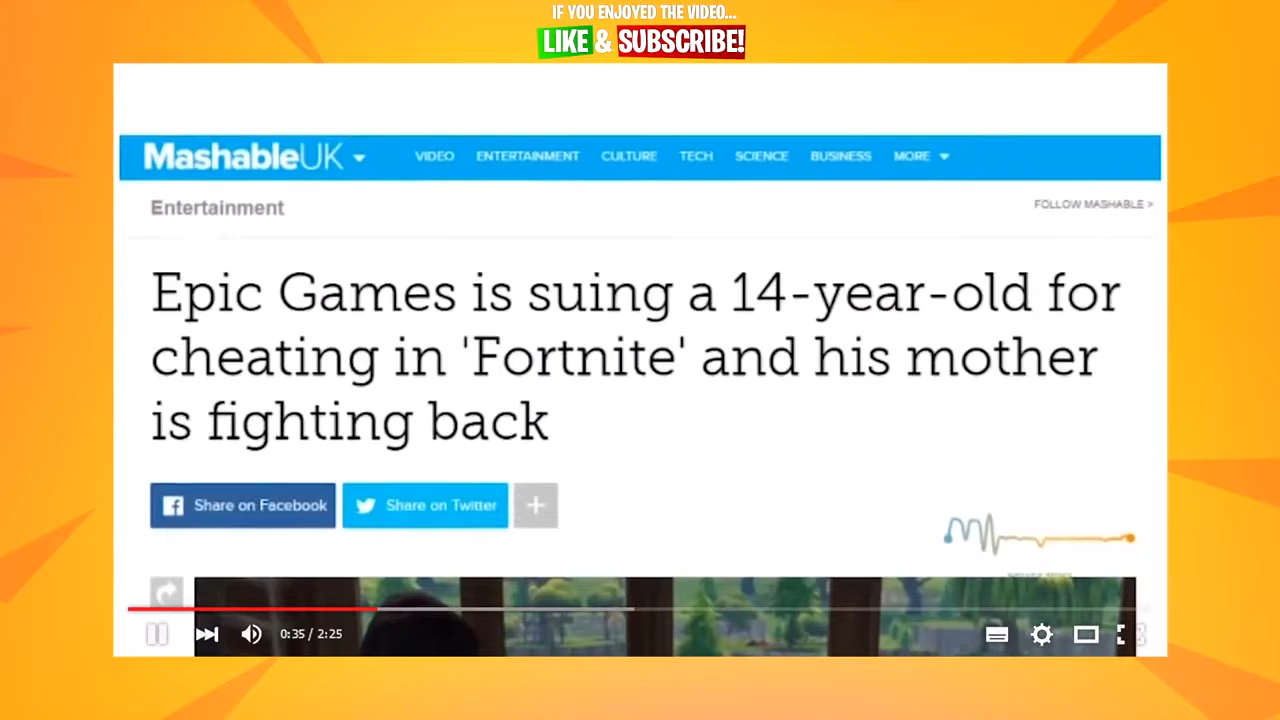 IF YOU ENJOYED THE VIDEO...
LIKE & SUBSCRIBE!
MashableUK
VIDEO ENTERTAINMENT CULTURE TECH SCIENCE BUSINESS MORE
Entertainment
FOLLOW MASHABLE >
Epic Games is suing a 14-year-old for
cheating in 'Fortnite' and his mother
is fighting back
Share on Facebook Share on Twitter +
0:35 / 2:25